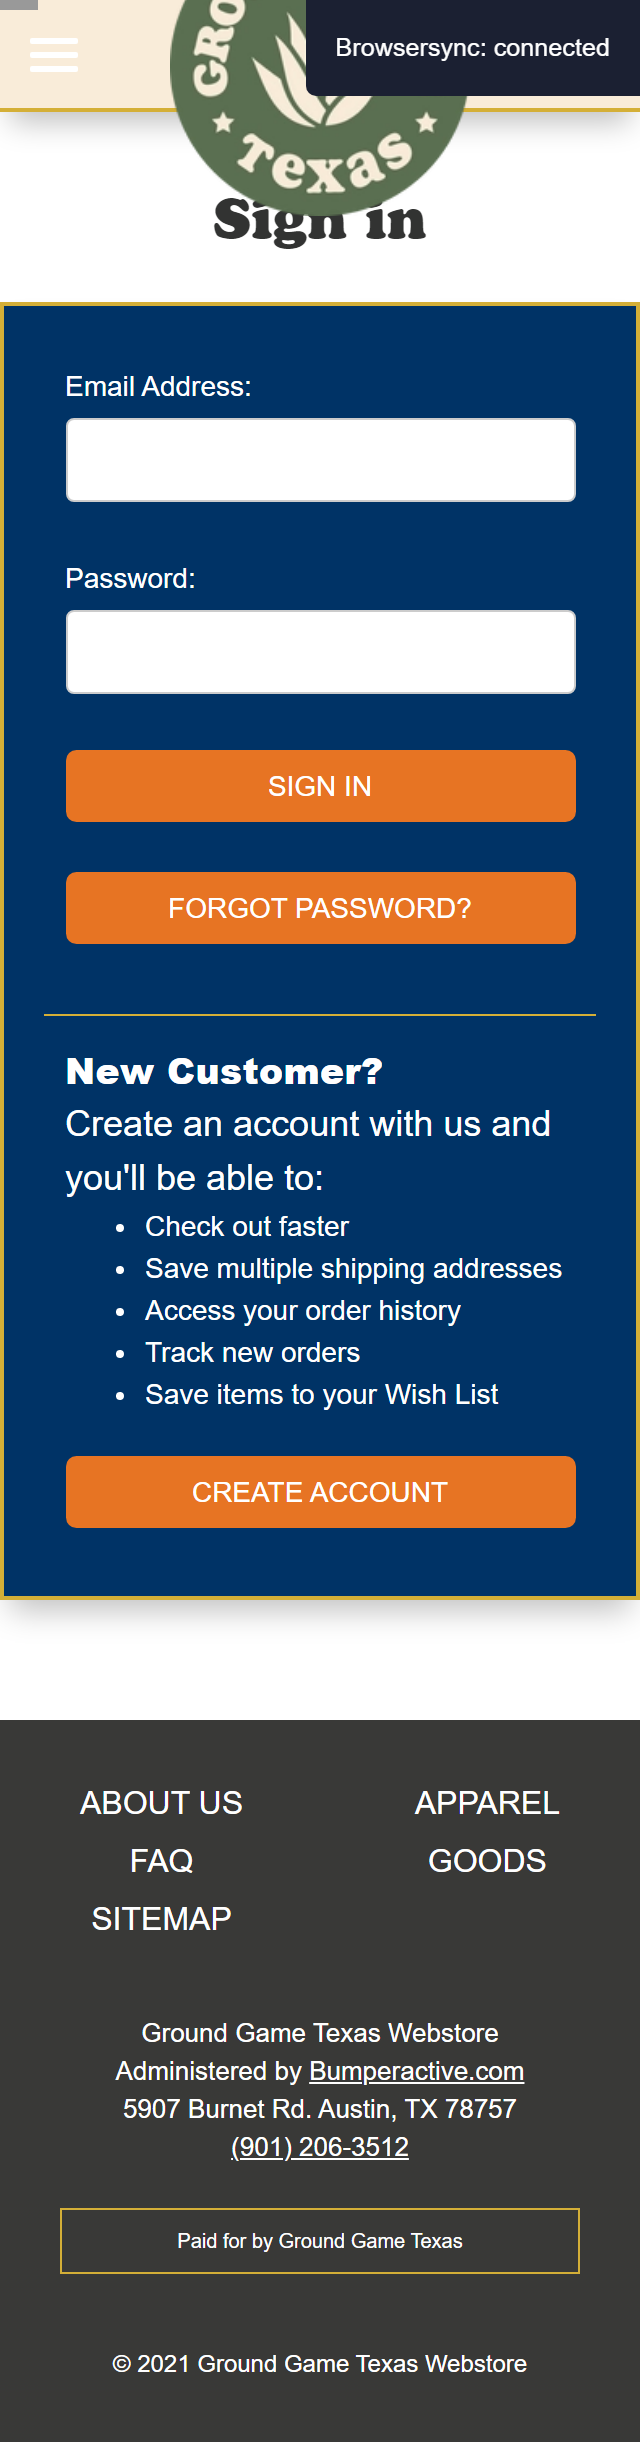 Browsersync: connected
GRO
Texas
Sign in
Email Address:
Password:
SIGN IN
FORGOT PASSWORD?
New Customer?
Create an account with us and
you'll be able to:
Check out faster
Save multiple shipping addresses
Access your order history
Track new orders
Save items to your Wish List
CREATE ACCOUNT
ABOUT US
APPAREL
FAQ
GOODS
SITEMAP
Ground Game Texas Webstore
Administered by Bumperactive.com
5907 Burnet Rd. Austin, TX 78757
(901) 206-3512
Paid for by Ground Game Texas
© 2021 Ground Game Texas Webstore